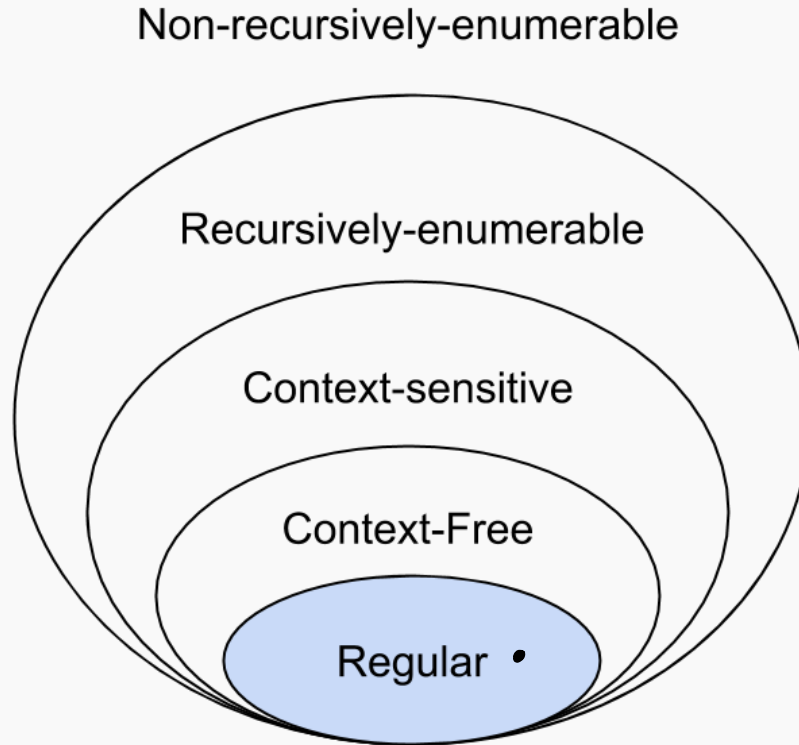 Non-recursively-enumerable
Recursively-enumerable
Context-sensitive
Context-Free
Regular